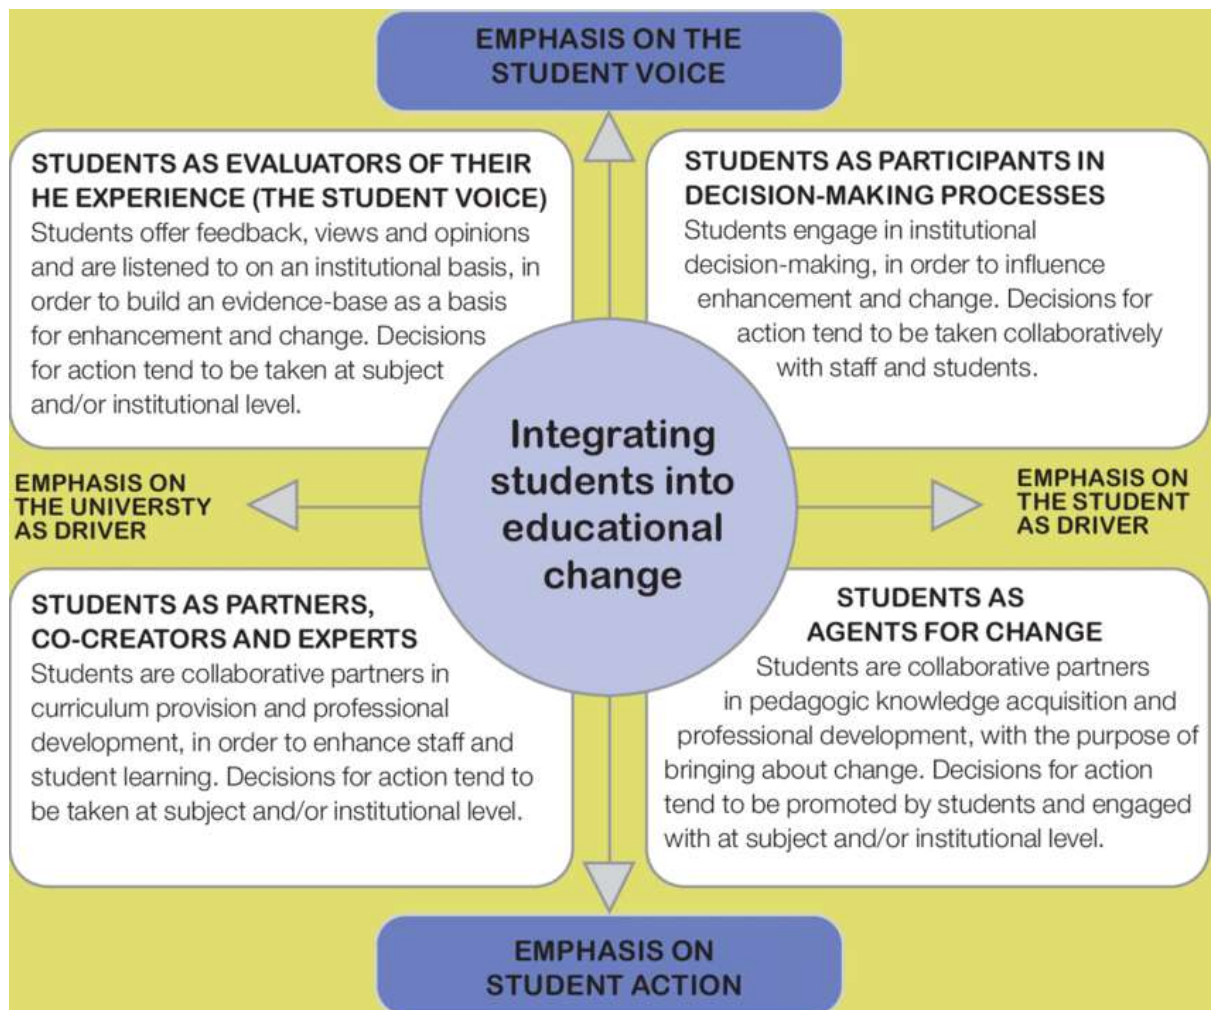 EMPHASIS ON THE
STUDENT VOICE
STUDENTS AS EVALUATORS OF THEIR
HE EXPERIENCE (THE STUDENT VOICE)
Students offer feedback, views and opinions
and are listened to on an institutional basis, in
order to build an evidence-base as a basis
for enhancement and change. Decisions
for action tend to be taken at subject
and/or institutional level.
STUDENTS AS PARTICIPANTS IN
DECISION-MAKING PROCESSES
Students engage in institutional
decision-making, in order to influence
enhancement and change. Decisions for
action tend to be taken collaboratively
with staff and students.
EMPHASIS ON
THE UNIVERSTY
AS DRIVER
Integrating
students into
educational
change
EMPHASIS ON
THE STUDENT
AS DRIVER
STUDENTS AS PARTNERS,
CO-CREATORS AND EXPERTS
Students are collaborative partners in
curriculum provision and professional
development, in order to enhance staff and
student learning. Decisions for action tend to
be taken at subject and/or institutional level.
STUDENTS AS
AGENTS FOR CHANGE
Students are collaborative partners
in pedagogic knowledge acquisition and
professional development, with the purpose of
bringing about change. Decisions for action
tend to be promoted by students and engaged
with at subject and/or institutional level.
EMPHASIS ON
STUDENT ACTION